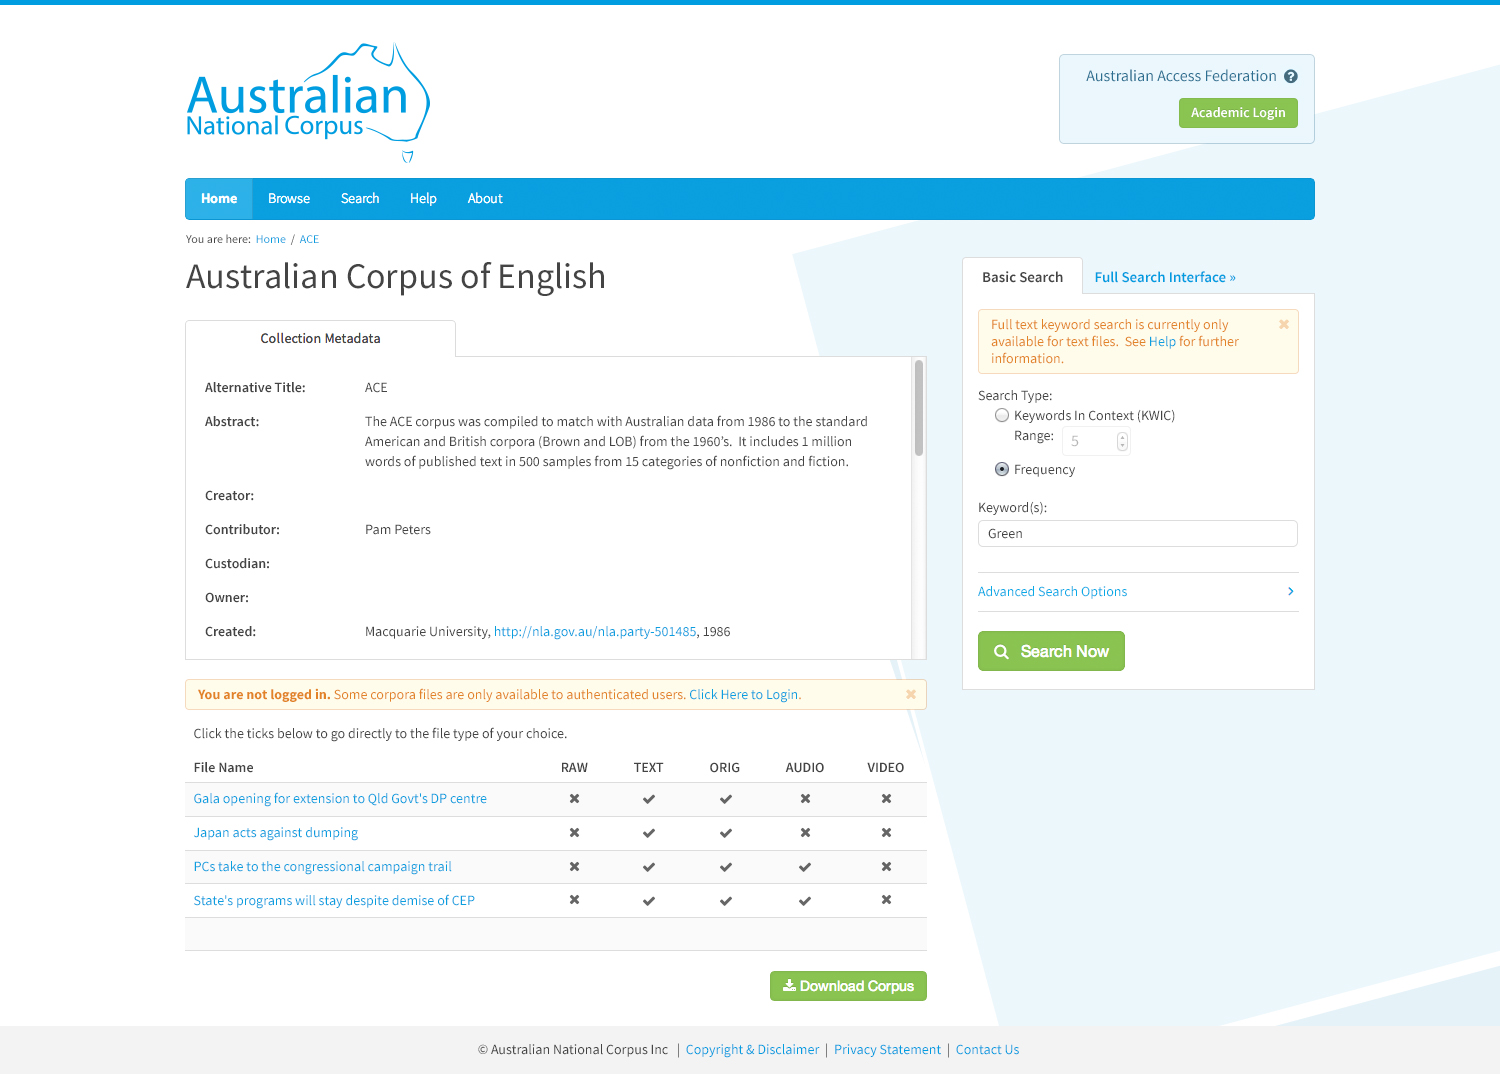 Australian
National Corpus
Australian Access Federation ?
Academic Login
Home Browse Search Help About
You are here: Home / ACE
Australian Corpus of English
Collection Metadata
Alternative Title: ACE
Abstract: The ACE corpus was compiled to match with Australian data from 1986 to the standard
American and British corpora (Brown and LOB) from the 1960's. It includes 1 million
words of published text in 500 samples from 15 categories of nonfiction and fiction.
Creator:
Contributor: Pam Peters
Custodian:
Owner:
Created: Macquarie University, http://nla.gov.au/nla.party-501485, 1986
You are not logged in. Some corpora files are only available to authenticated users. Click Here to Login.
Click the ticks below to go directly to the file type of your choice.
File Name RAW TEXT ORIG AUDIO VIDEO
Gala opening for extension to Qld Govt's DP centre ✖ ✔ ✔ ✖ ✖
Japan acts against dumping ✖ ✔ ✔ ✖ ✖
PCs take to the congressional campaign trail ✖ ✔ ✔ ✔ ✖
State's programs will stay despite demise of CEP ✖ ✔ ✔ ✔ ✖
Download Corpus
Basic Search Full Search Interface »
Full text keyword search is currently only
available for text files. See Help for further
information.
Search Type:
Keywords In Context (KWIC)
Range: 5
Frequency
Keyword(s):
Green
Advanced Search Options
Search Now
© Australian National Corpus Inc | Copyright & Disclaimer | Privacy Statement | Contact Us